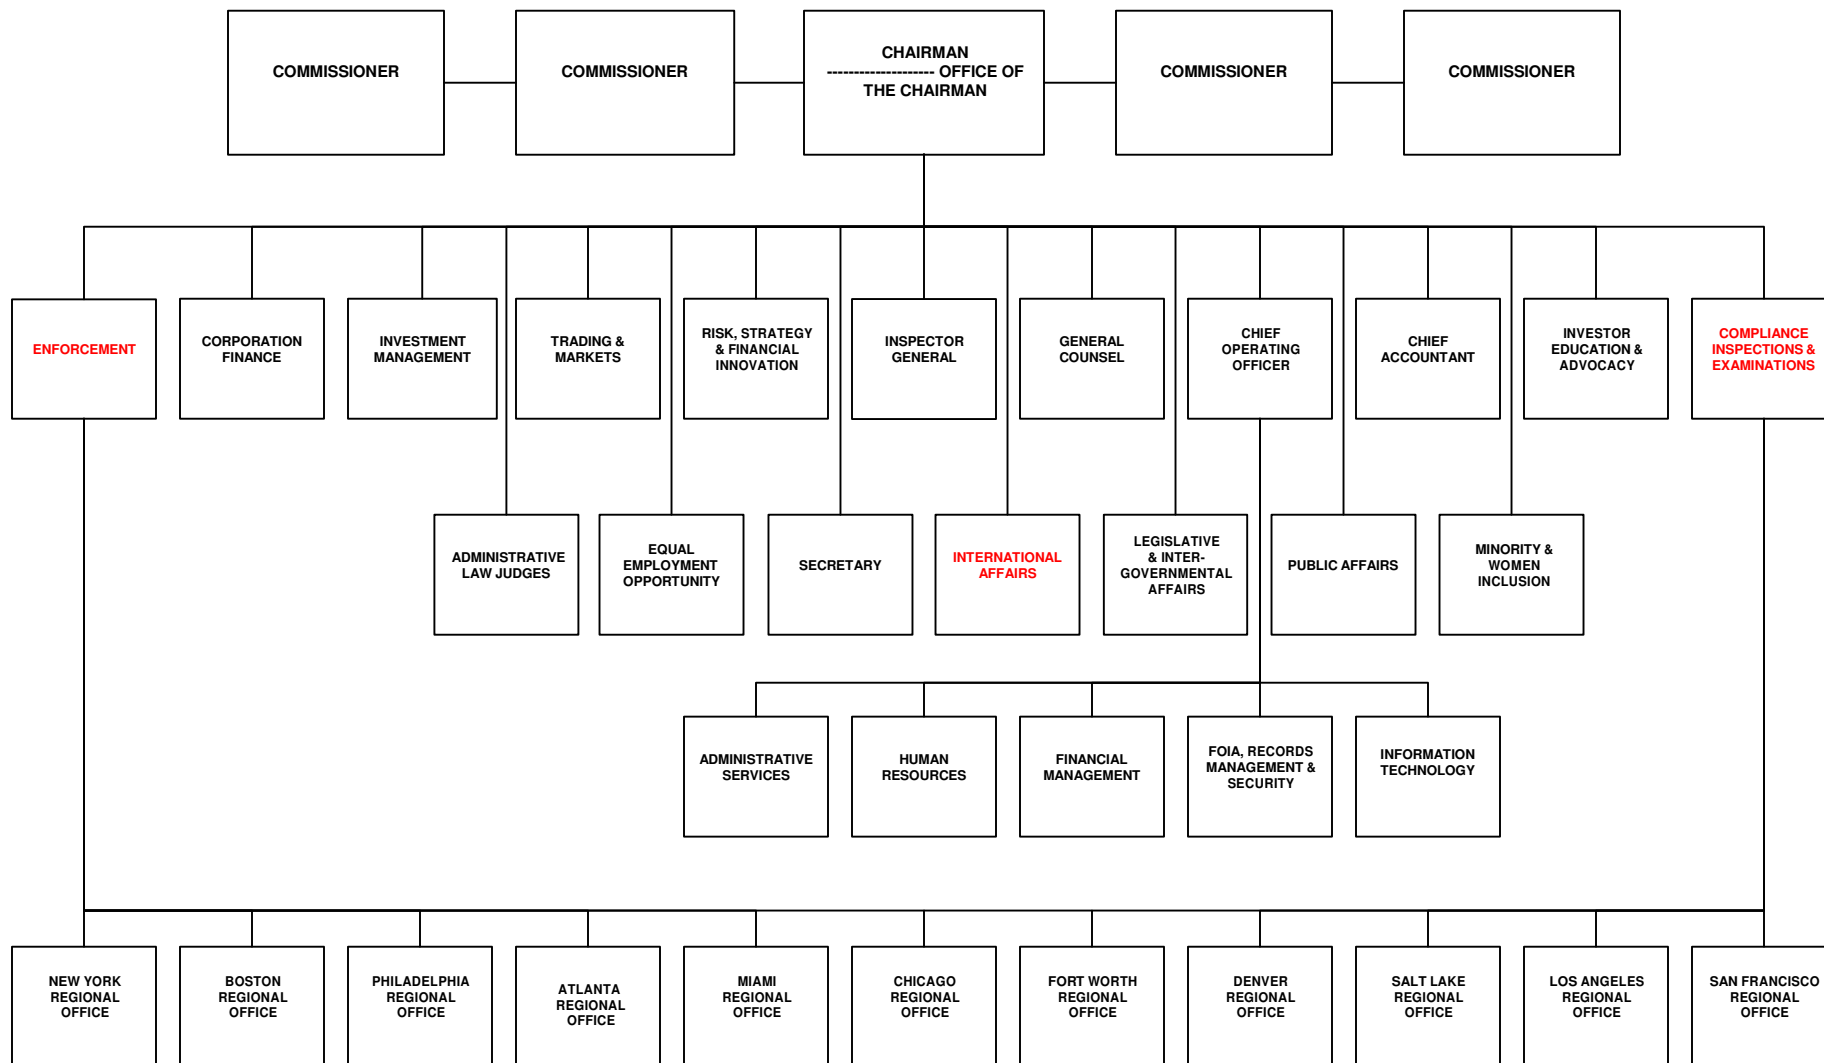 COMMISSIONER
COMMISSIONER
CHAIRMAN
-------------------- OFFICE OF
THE CHAIRMAN
COMMISSIONER
COMMISSIONER
ENFORCEMENT
CORPORATION
FINANCE
INVESTMENT
MANAGEMENT
TRADING &
MARKETS
RISK, STRATEGY
& FINANCIAL
INNOVATION
INSPECTOR
GENERAL
GENERAL
COUNSEL
CHIEF
OPERATING
OFFICER
CHIEF
ACCOUNTANT
INVESTOR
EDUCATION &
ADVOCACY
COMPLIANCE
INSPECTIONS &
EXAMINATIONS
ADMINISTRATIVE
LAW JUDGES
EQUAL
EMPLOYMENT
OPPORTUNITY
SECRETARY
INTERNATIONAL
AFFAIRS
LEGISLATIVE
& INTER-
GOVERNMENTAL
AFFAIRS
PUBLIC AFFAIRS
MINORITY &
WOMEN
INCLUSION
ADMINISTRATIVE
SERVICES
HUMAN
RESOURCES
FINANCIAL
MANAGEMENT
FOIA, RECORDS
MANAGEMENT &
SECURITY
INFORMATION
TECHNOLOGY
NEW YORK
REGIONAL
OFFICE
BOSTON
REGIONAL
OFFICE
PHILADELPHIA
REGIONAL
OFFICE
ATLANTA
REGIONAL
OFFICE
MIAMI
REGIONAL
OFFICE
CHICAGO
REGIONAL
OFFICE
FORT WORTH
REGIONAL
OFFICE
DENVER
REGIONAL
OFFICE
SALT LAKE
REGIONAL
OFFICE
LOS ANGELES
REGIONAL
OFFICE
SAN FRANCISCO
REGIONAL
OFFICE